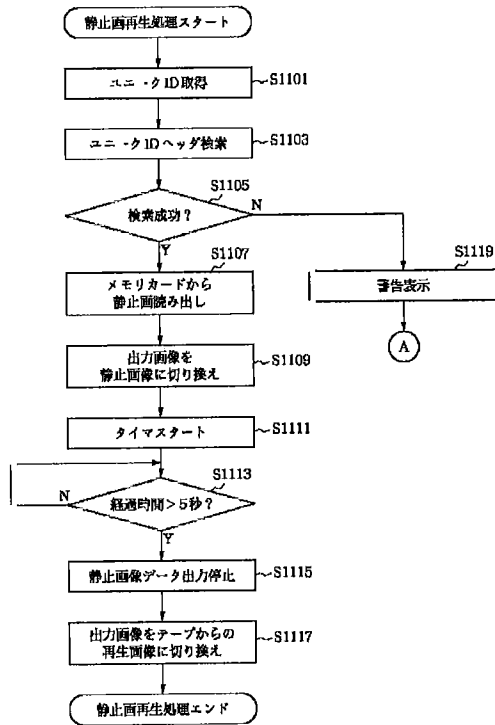 静止画再生処理スタート
ユニークID取得
S1101
ユニークIDヘッダ検索
S1103
S1105
検索成功?
N
Y
S1107
メモリカードから
静止画読み出し
S1119
警告表示
A
出力画像を
静止画像に切り換え
S1109
タイマスタート
S1111
S1113
経過時間>5秒?
N
Y
静止画像データ出力停止
S1115
出力画像をテープからの
再生画像に切り換え
S1117
静止画再生処理エンド